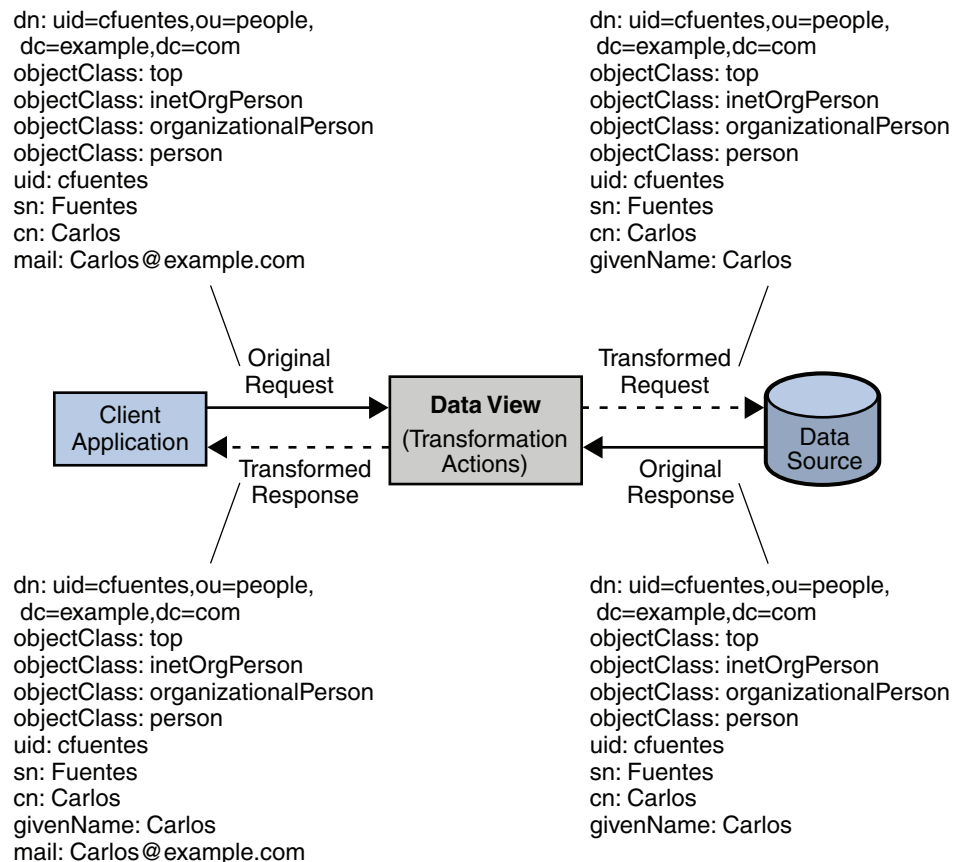 dn: uid=cfuentes,ou=people,
dc=example,dc=com
objectClass: top
objectClass: inetOrgPerson
objectClass: organizationalPerson
objectClass: person
uid: cfuentes
sn: Fuentes
cn: Carlos
mail: Carlos@example.com
dn: uid=cfuentes,ou=people,
dc=example,dc=com
objectClass: top
objectClass: inetOrgPerson
objectClass: organizationalPerson
objectClass: person
uid: cfuentes
sn: Fuentes
cn: Carlos
givenName: Carlos
Original
Request
Transformed
Request
Client
Application
Data View
(Transformation
Actions)
Data
Source
Transformed
Response
Original
Response
dn: uid=cfuentes,ou=people,
dc=example,dc=com
objectClass: top
objectClass: inetOrgPerson
objectClass: organizationalPerson
objectClass: person
uid: cfuentes
sn: Fuentes
cn: Carlos
givenName: Carlos
mail: Carlos@example.com
dn: uid=cfuentes,ou=people,
dc=example,dc=com
objectClass: top
objectClass: inetOrgPerson
objectClass: organizationalPerson
objectClass: person
uid: cfuentes
sn: Fuentes
cn: Carlos
givenName: Carlos